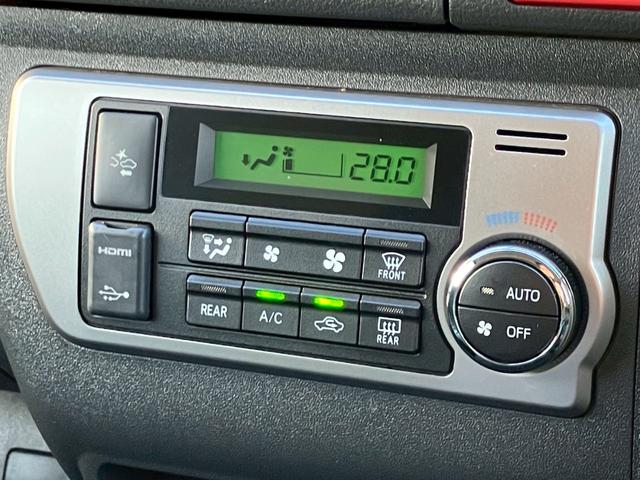 28.0
HDMI
FRONT
AUTO
OFF
REAR
A/C
REAR